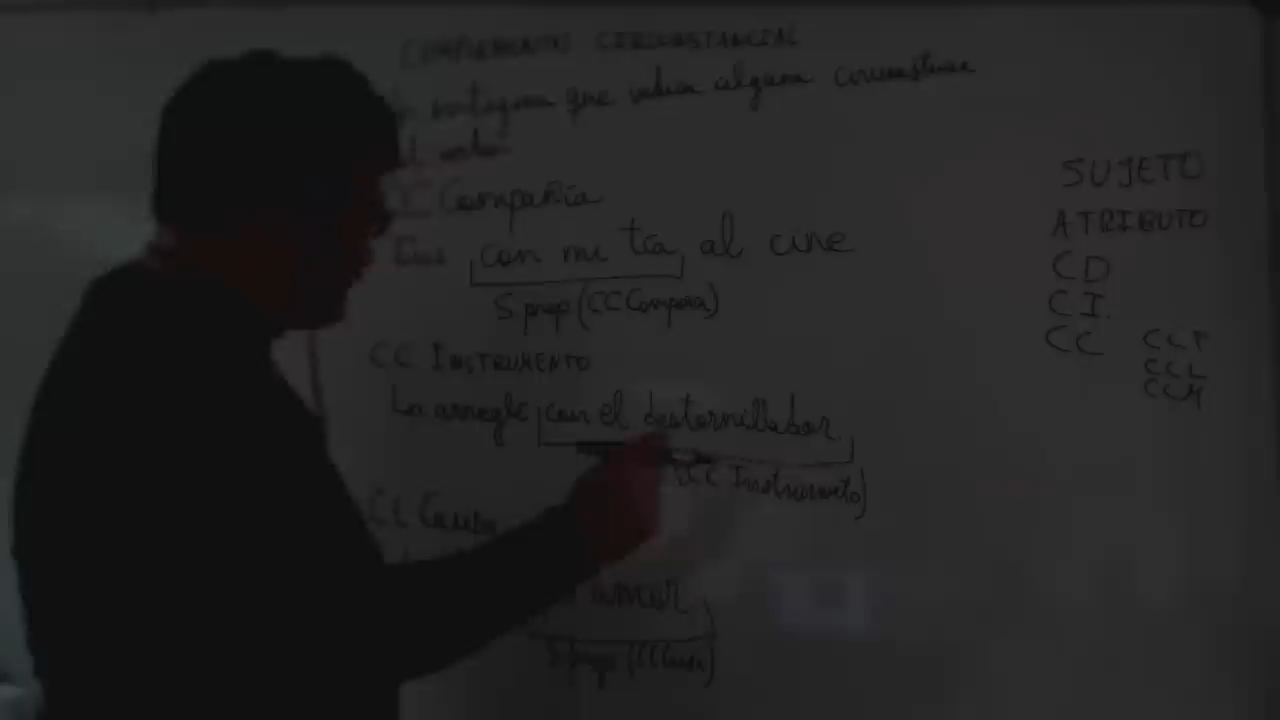 COMPLEMENTO CIRCUNSTANCIAL
sintagma que indica alguna circunstancia
verbo
Compañía
con mi tía al cine
S prep (CC Compañía)
CC INSTRUMENTO
Lo arreglé con el destornillador
(CC Instrumento)
CC Causa
amor
S prep (CC Causa)
SUJETO
ATRIBUTO
CD
CI.
CC CCT
CCL
CCM